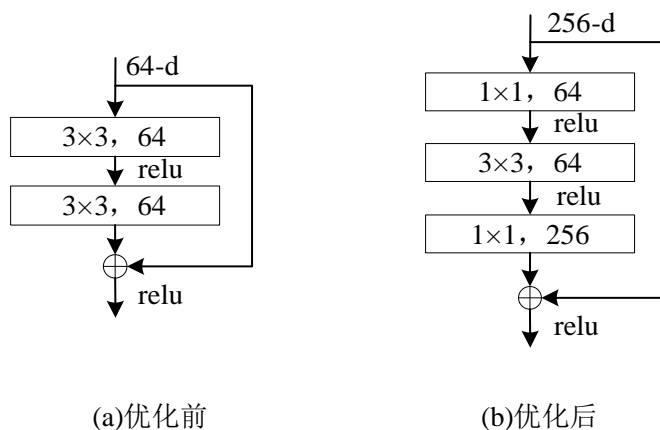 64-d
3×3，64
relu
3×3，64
relu
(a)优化前
256-d
1×1，64
relu
3×3，64
relu
1×1，256
relu
(b)优化后